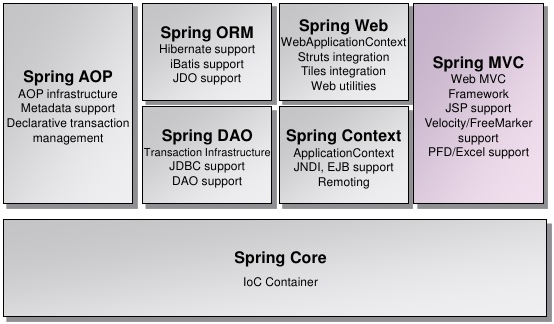 Spring AOP
AOP infrastructure
Metadata support
Declarative transaction
management
Spring ORM
Hibernate support
iBatis support
JDO support
Spring DAO
Transaction Infrastructure
JDBC support
DAO support
Spring Web
WebApplicationContext
Struts integration
Tiles integration
Web utilities
Spring Context
ApplicationContext
JNDI, EJB support
Remoting
Spring MVC
Web MVC
Framework
JSP support
Velocity/FreeMarker
support
PFD/Excel support
Spring Core
IoC Container